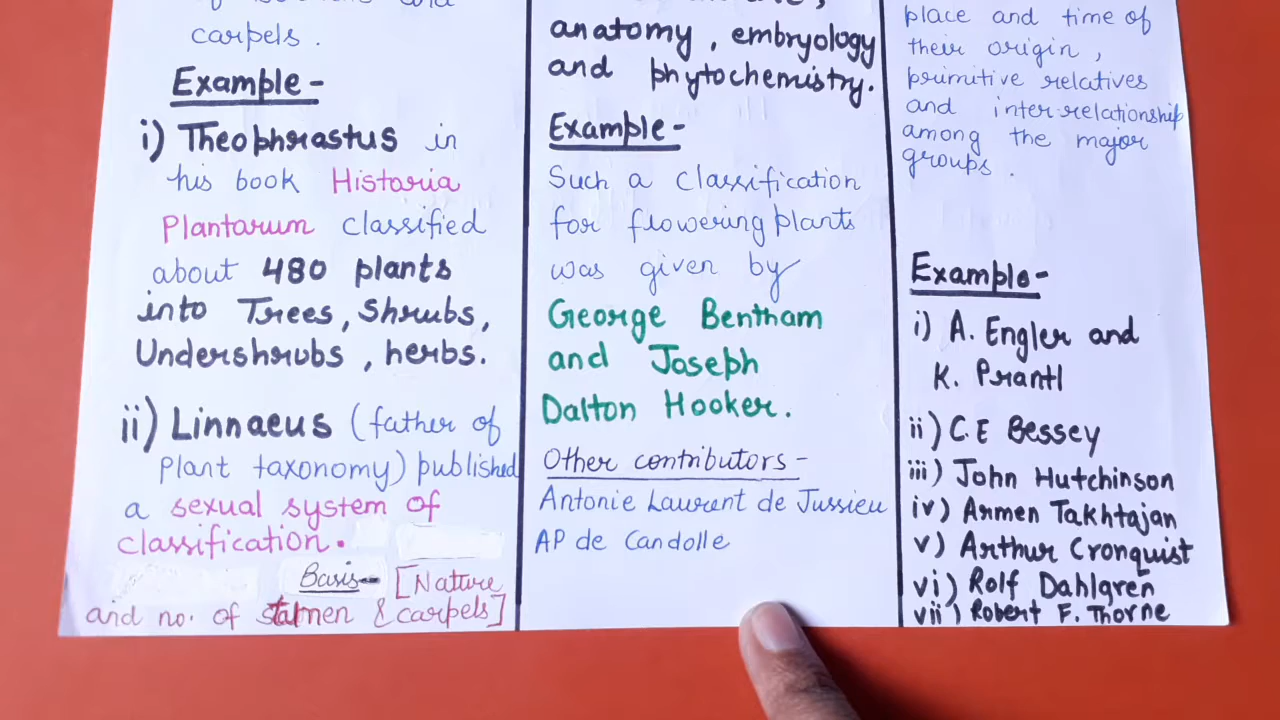 carpels.
Example-
i) Theophrastus in
his book Historia
Plantarum classified
about 480 plants
into Trees, Shrubs,
Undershrubs, herbs.
ii) Linnaeus (father of
Plant taxonomy) published
a sexual system of
classification.
Basis- [Nature
and no. of stamen & carpels]
anatomy, embryology
and phytochemistry.
Example-
Such a classification
for flowering plants
was given by
George Bentham
and Joseph
Dalton Hooker.
Other contributors-
Antonie Laurent de Jussieu
AP de Candolle
place and time of
their origin,
primitive relatives
and inter-relationship
among the major
groups.
Example-
i) A. Engler and
K. Prantl
ii) C.E Bessey
iii) John Hutchinson
iv) Armen Takhtajan
v) Arthur Cronquist
vi) Rolf Dahlgren
vii) Robert F. Thorne